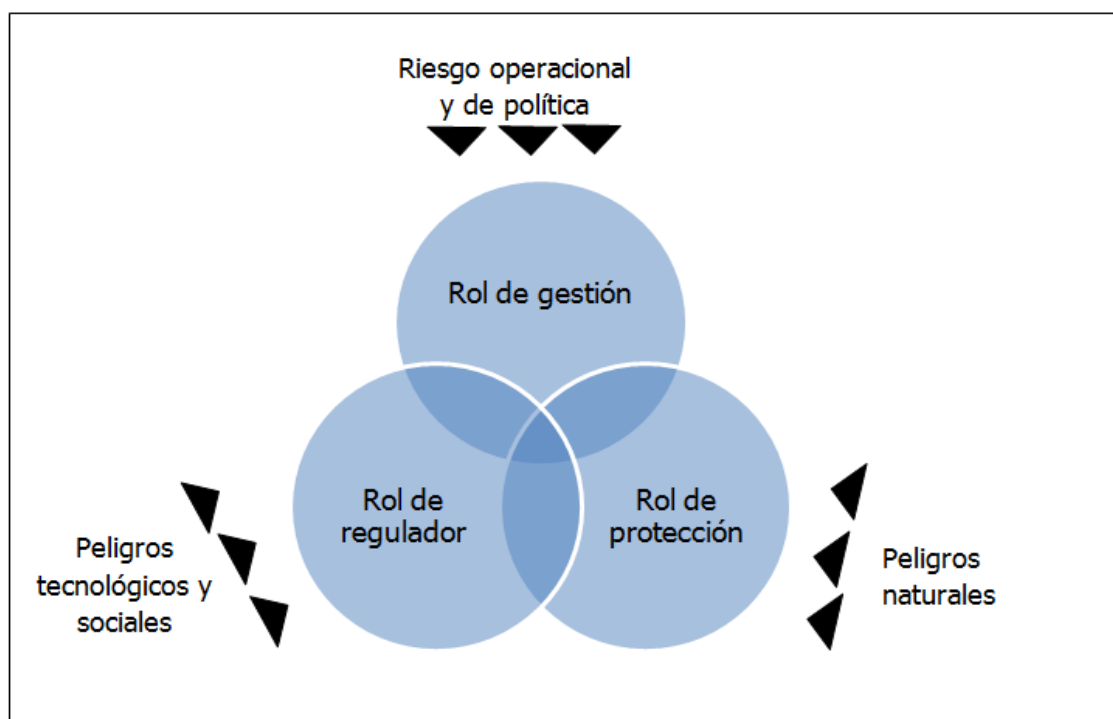 Riesgo operacional
y de política
Rol de gestión
Rol de
regulador
Rol de
protección
Peligros
tecnológicos y
sociales
Peligros
naturales